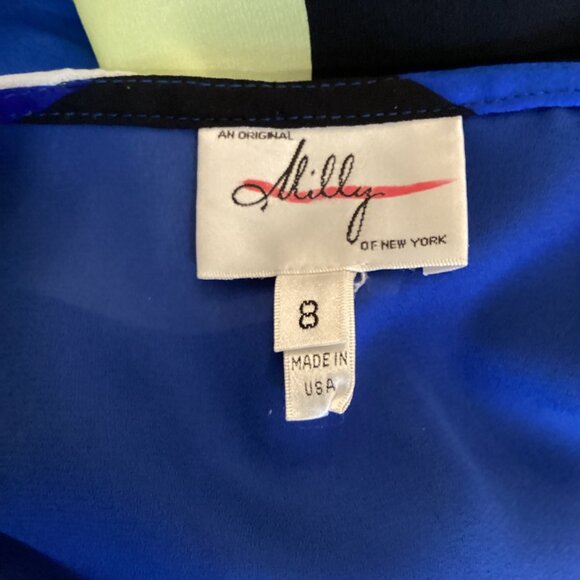 AN ORIGINAL
Milly
OF NEW YORK
8
MADE IN
USA